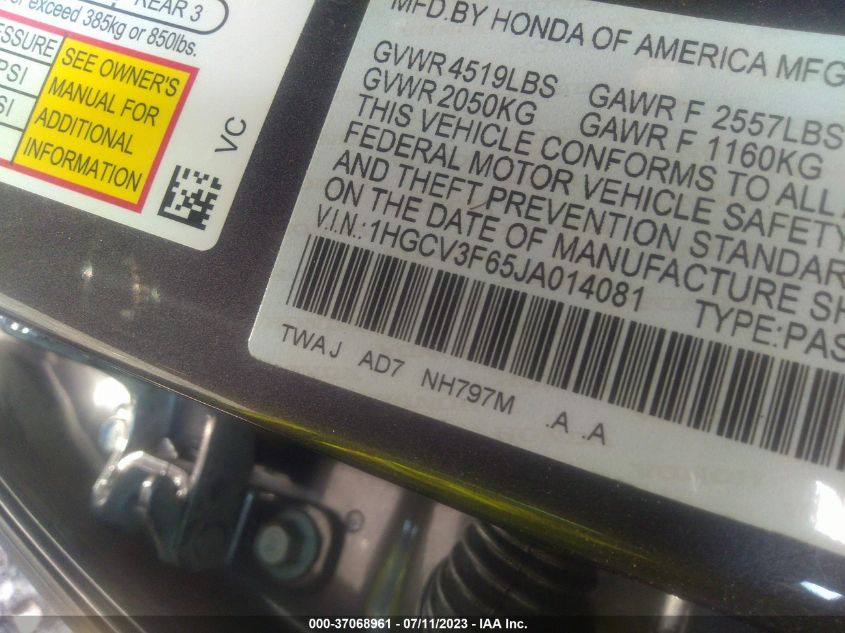 REAR 3
exceed 385kg or 850lbs.
PSI
SEE OWNER'S
MANUAL FOR
ADDITIONAL
INFORMATION
VC
MFD.BY HONDA OF AMERICA MFG
GVWR 4519LBS GAWR F 2557LBS
GVWR 2050KG GAWR F 1160KG
THIS VEHICLE CONFORMS TO ALL
FEDERAL MOTOR VEHICLE SAFETY
AND THEFT PREVENTION STANDAR
ON THE DATE OF MANUFACTURE SH
V.I.N.:1HGCV3F65JA014081 TYPE:PAS
TWAJ AD7 NH797M .A .A
000-37068961 - 07/11/2023 - IAA Inc.